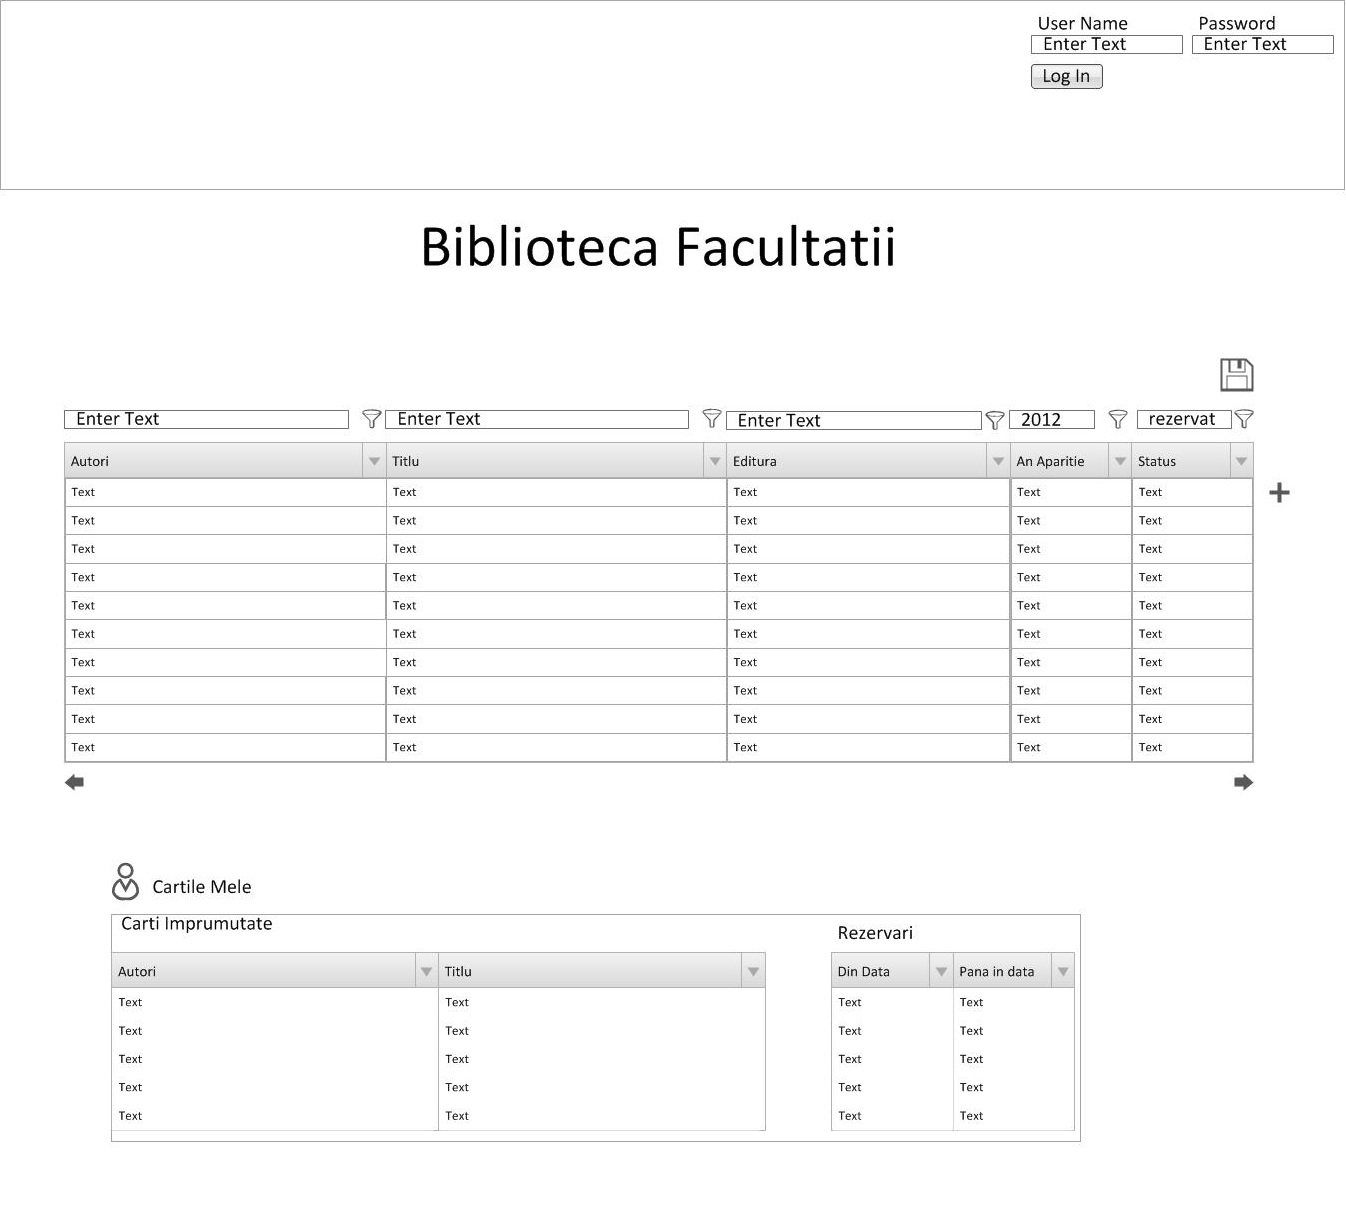 User Name Password
Enter Text Enter Text
Log In
Biblioteca Facultatii
Enter Text Enter Text Enter Text 2012 rezervat
Autori Titlu Editura An Aparitie Status
Text Text Text Text Text
Text Text Text Text Text
Text Text Text Text Text
Text Text Text Text Text
Text Text Text Text Text
Text Text Text Text Text
Text Text Text Text Text
Text Text Text Text Text
Text Text Text Text Text
Text Text Text Text Text
Cartile Mele
Carti Imprumutate
Rezervari
Autori Titlu Din Data Pana in data
Text Text Text Text
Text Text Text Text
Text Text Text Text
Text Text Text Text
Text Text Text Text